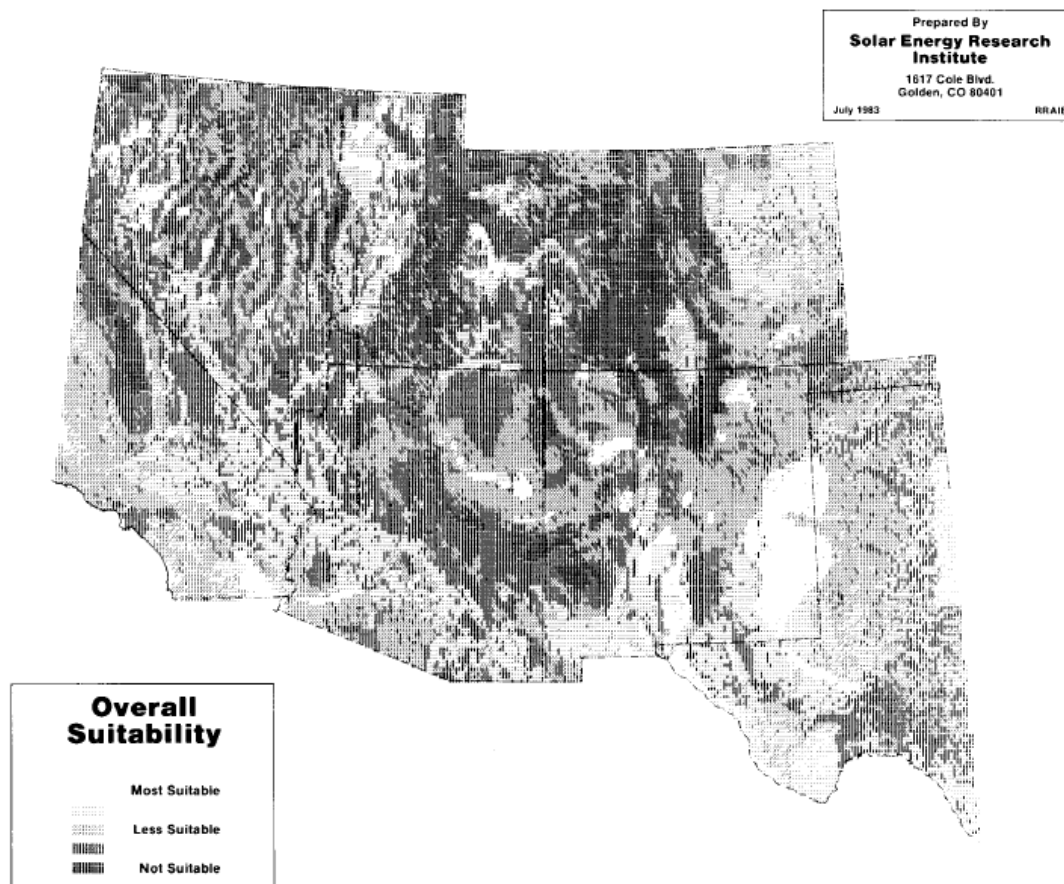 Prepared By
Solar Energy Research
Institute
1617 Cole Blvd.
Golden, CO 80401
July 1983
Overall
Suitability
Most Suitable
Less Suitable
Not Suitable